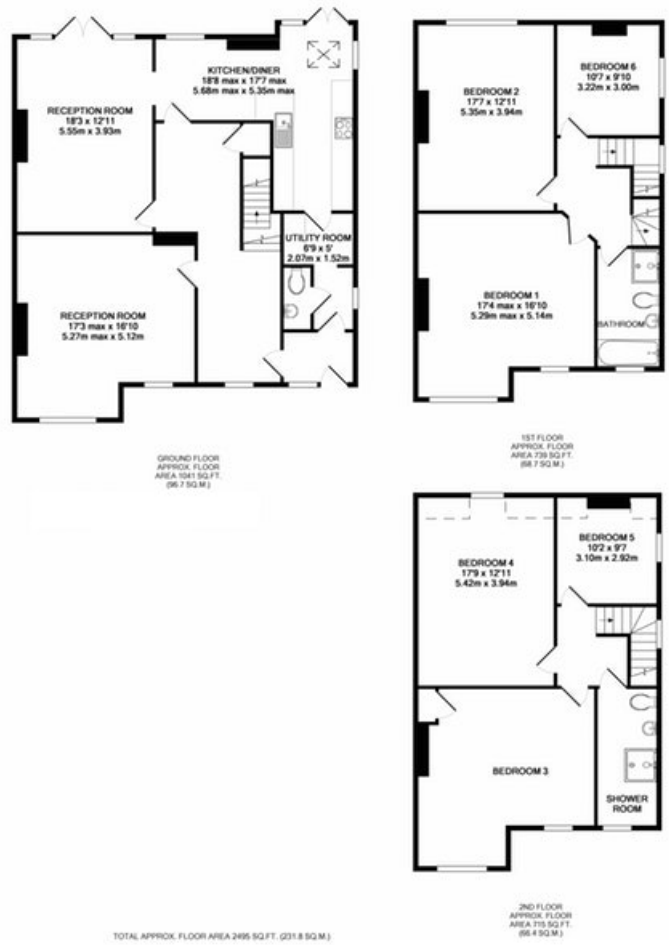 RECEPTION ROOM
18'3 x 12'11
5.55m x 3.93m
KITCHEN/DINER
18'8 max x 17'7 max
5.68m max x 5.35m max
UTILITY ROOM
6'9 x 5'
2.07m x 1.52m
RECEPTION ROOM
17'3 max x 16'10
5.27m max x 5.12m
GROUND FLOOR
APPROX. FLOOR
AREA 1041 SQ.FT.
(96.7 SQ.M.)
BEDROOM 2
17'7 x 12'11
5.35m x 3.94m
BEDROOM 6
10'7 x 9'10
3.22m x 3.00m
BEDROOM 1
17'4 max x 16'10
5.29m max x 5.14m
BATHROOM
1ST FLOOR
APPROX. FLOOR
AREA 739 SQ.FT.
(68.7 SQ.M.)
BEDROOM 4
17'9 x 12'11
5.42m x 3.94m
BEDROOM 5
10'2 x 9'7
3.10m x 2.92m
BEDROOM 3
SHOWER
ROOM
2ND FLOOR
APPROX. FLOOR
AREA 715 SQ.FT.
(66.4 SQ.M.)
TOTAL APPROX. FLOOR AREA 2495 SQ.FT. (231.8 SQ.M.)